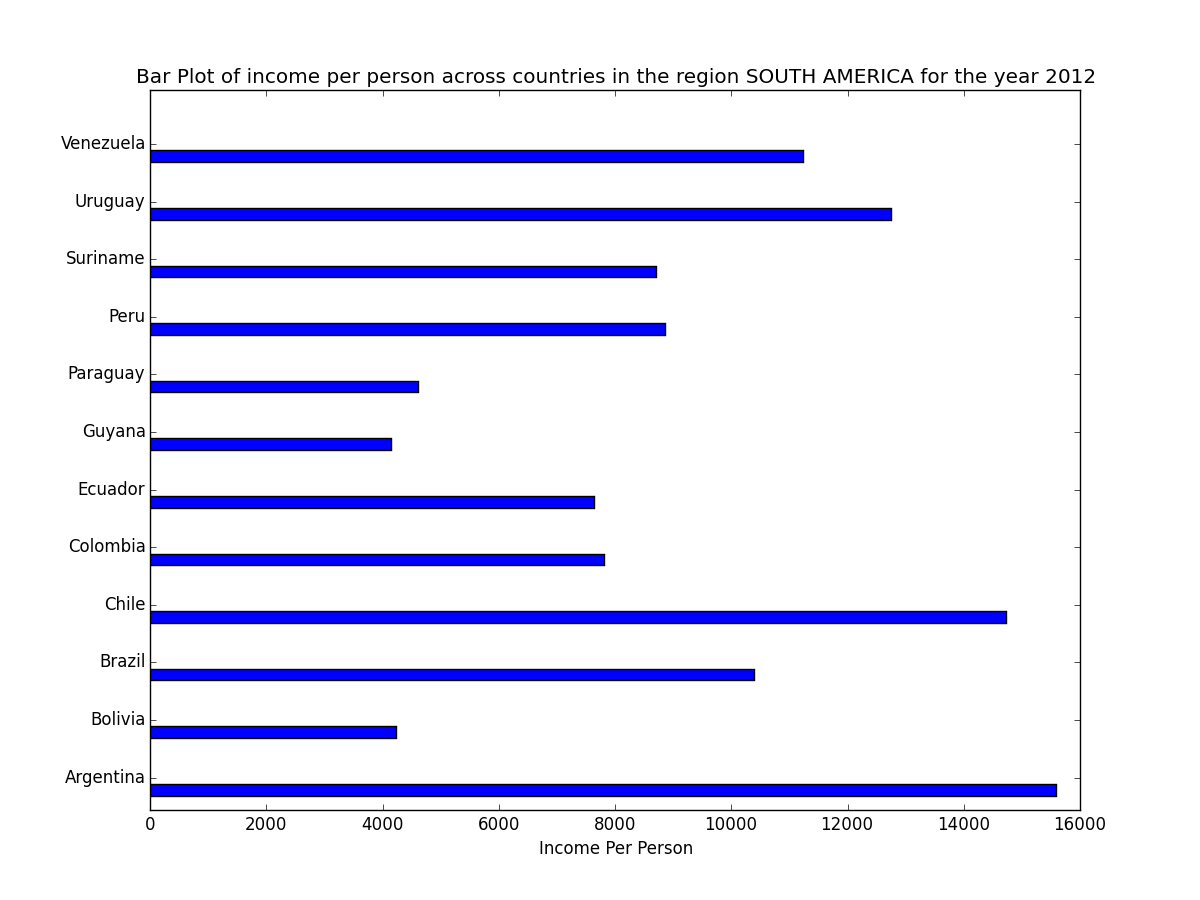 Bar Plot of income per person across countries in the region SOUTH AMERICA for the year 2012
Venezuela
Uruguay
Suriname
Peru
Paraguay
Guyana
Ecuador
Colombia
Chile
Brazil
Bolivia
Argentina
0 2000 4000 6000 8000 10000 12000 14000 16000
Income Per Person